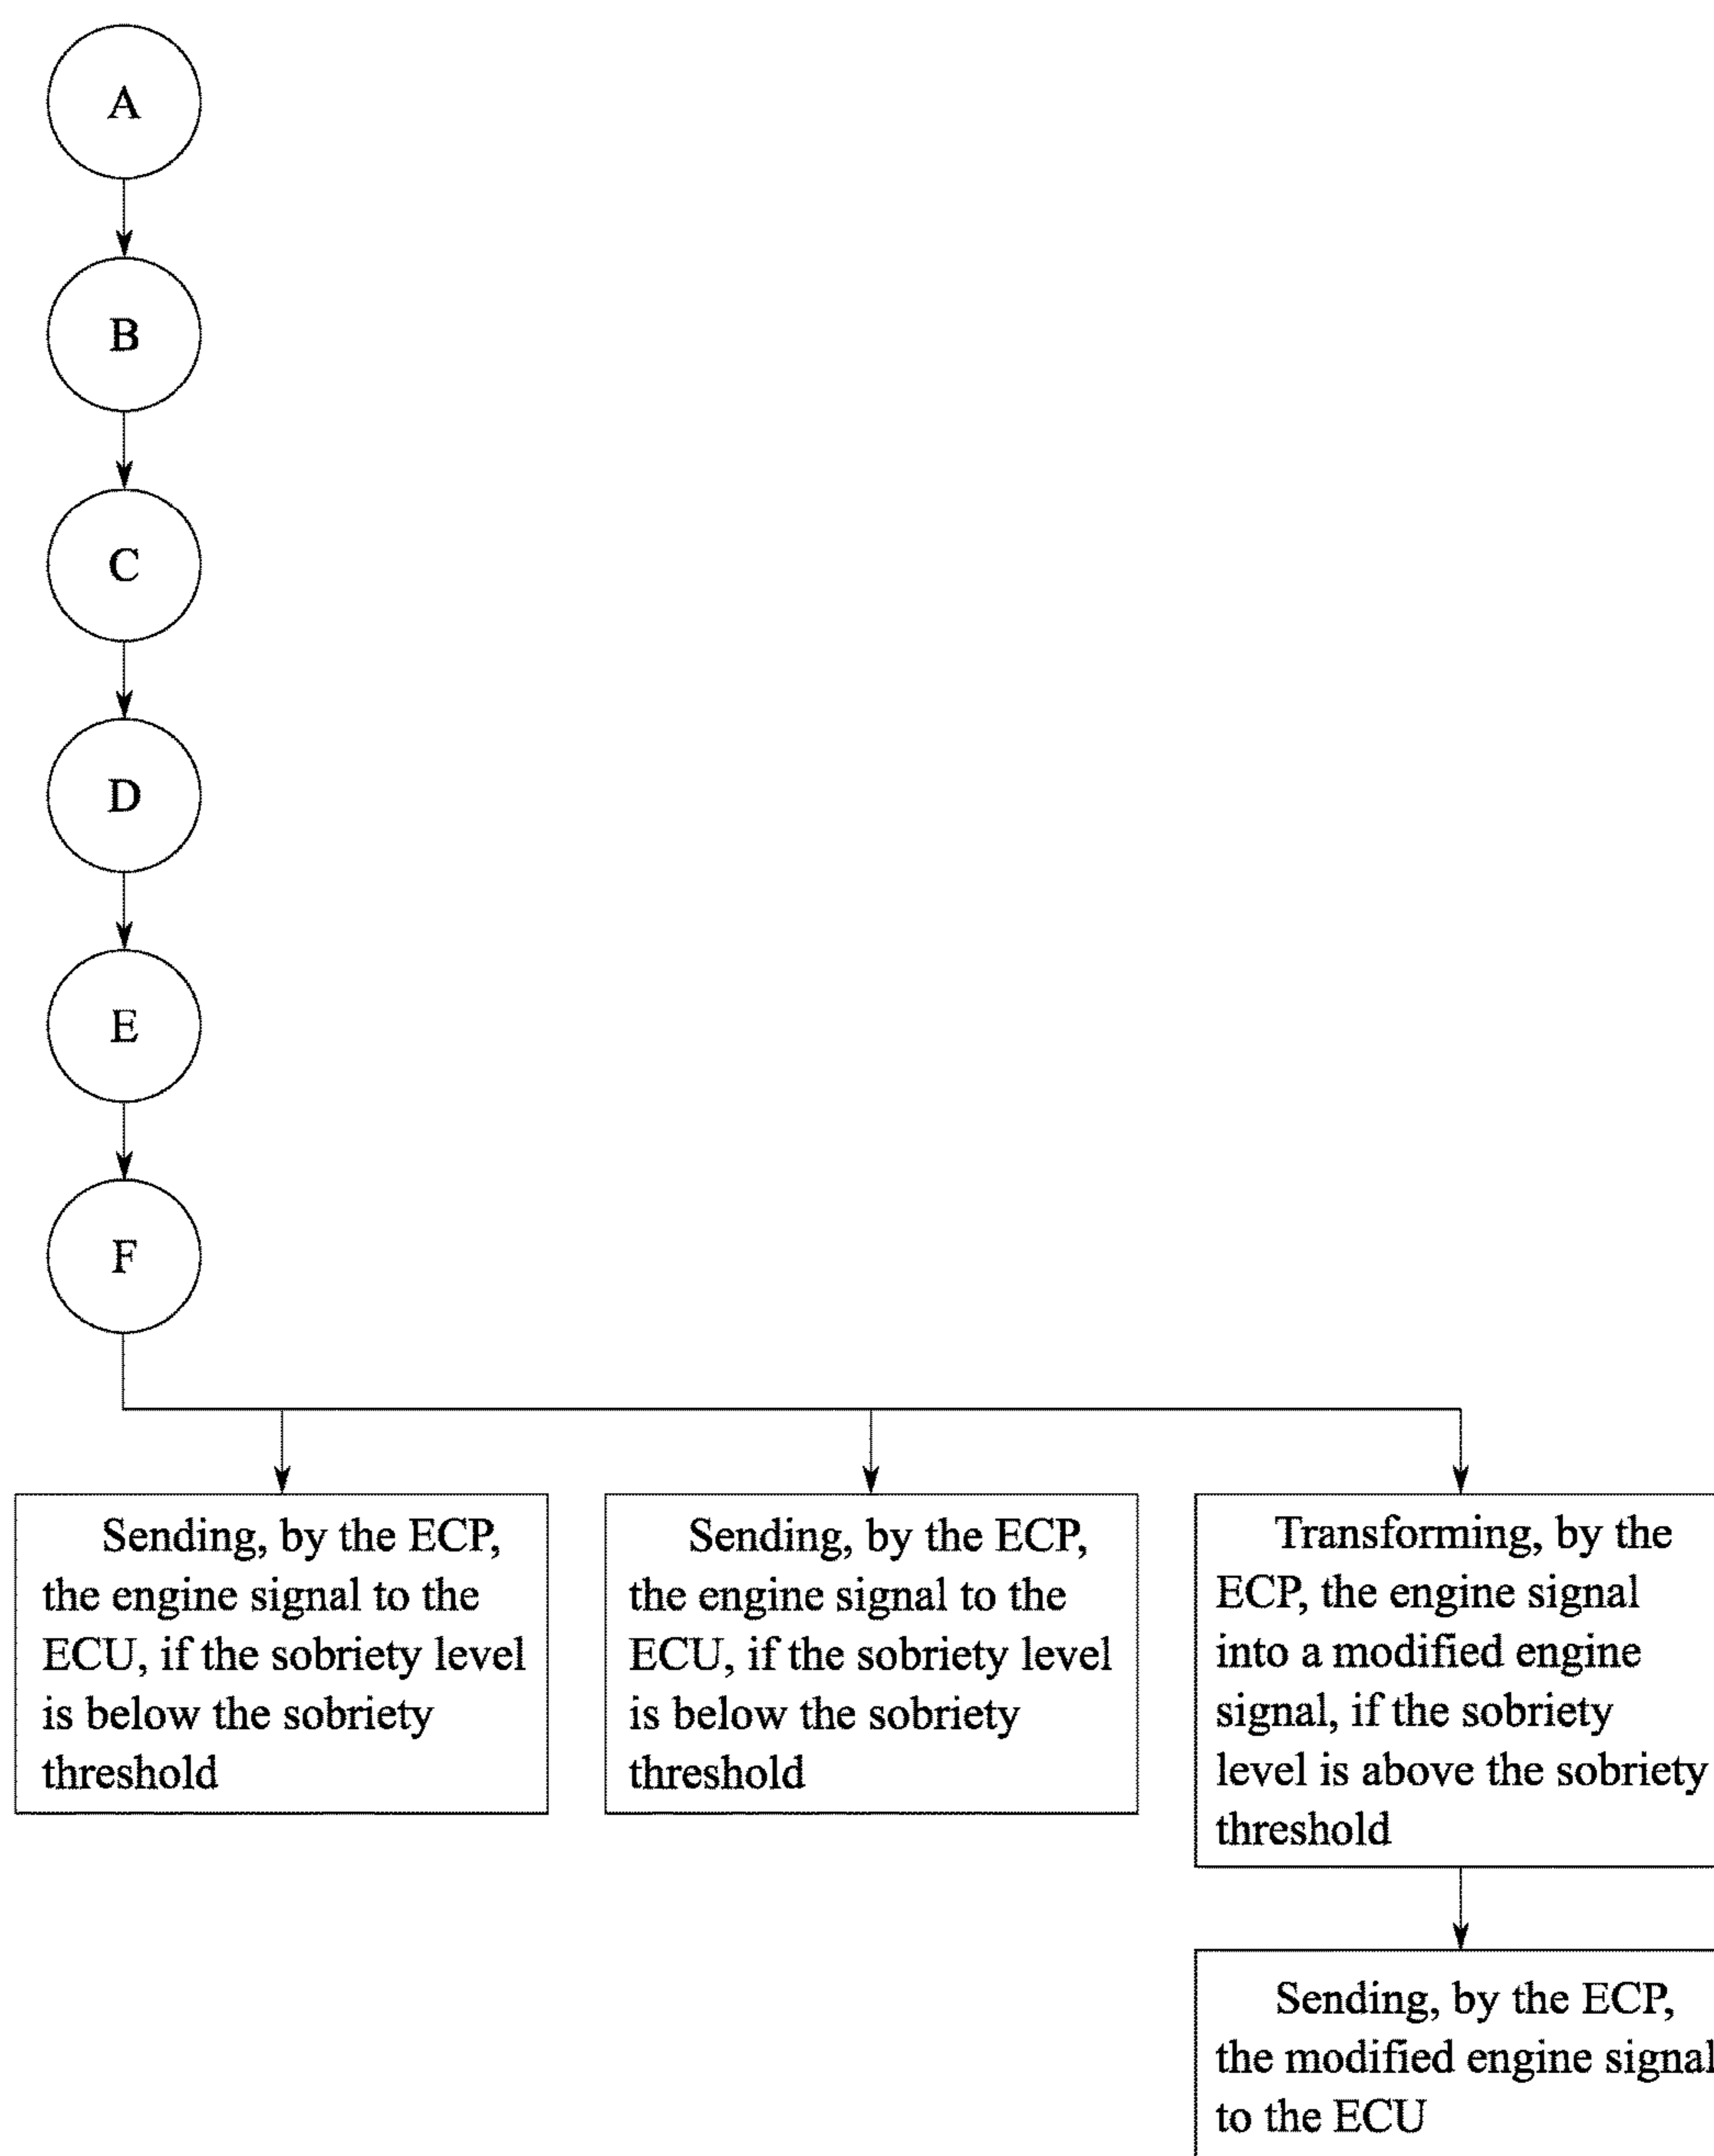 A
B
C
D
E
F
Sending, by the ECP,
the engine signal to the
ECU, if the sobriety level
is below the sobriety
threshold
Sending, by the ECP,
the engine signal to the
ECU, if the sobriety level
is below the sobriety
threshold
Transforming, by the
ECP, the engine signal
into a modified engine
signal, if the sobriety
level is above the sobriety
threshold
Sending, by the ECP,
the modified engine signal
to the ECU